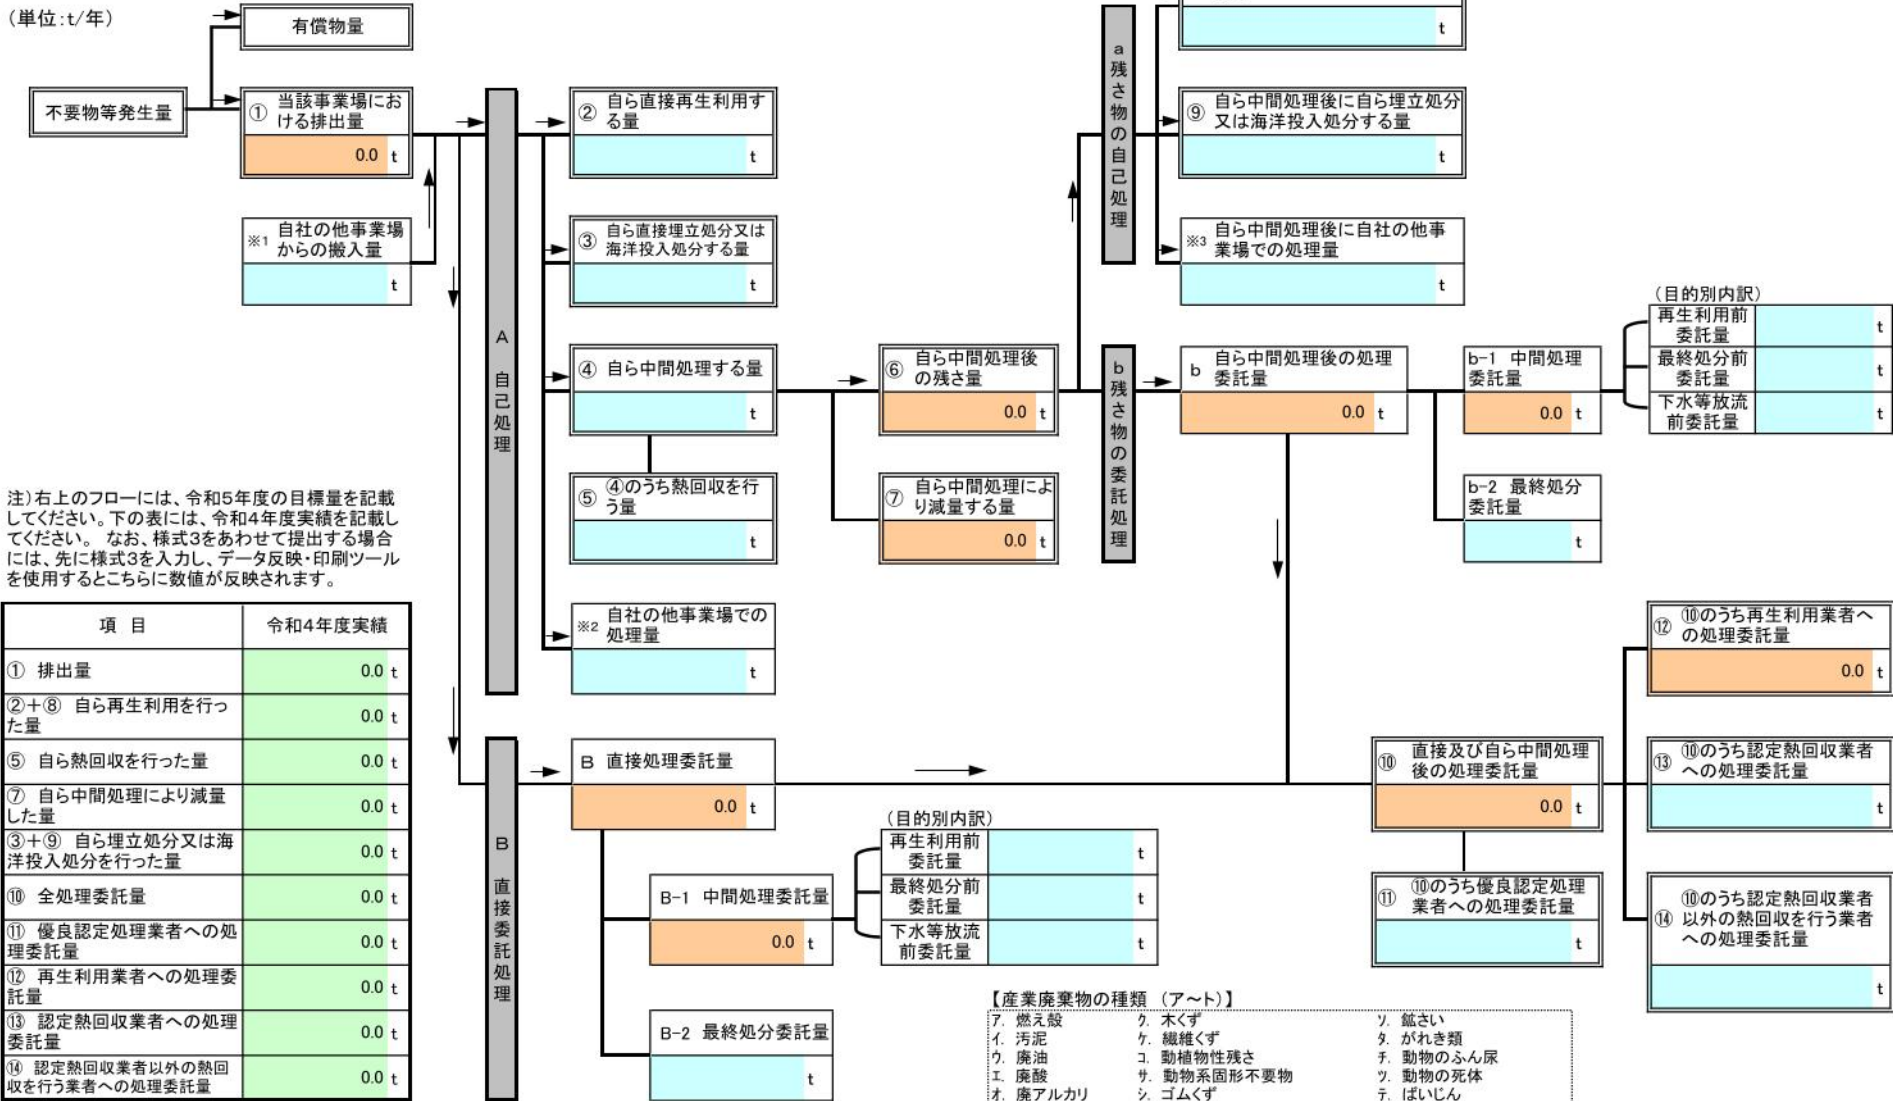 (単位:t/年)
有償物量
不要物等発生量
① 当該事業場にお
ける排出量
0.0 t
※1 自社の他事業場
からの搬入量
t
A 自己処理
② 自ら直接再生利用す
る量
t
③ 自ら直接埋立処分又は
海洋投入処分する量
t
④ 自ら中間処理する量
t
⑤ ④のうち熱回収を行
う量
t
※2 自社の他事業場での
処理量
t
⑥ 自ら中間処理後
の残さ量
0.0 t
⑦ 自ら中間処理によ
り減量する量
0.0 t
a 残さ物の自己処理
t
⑨ 自ら中間処理後に自ら埋立処分
又は海洋投入処分する量
t
※3 自ら中間処理後に自社の他事
業場での処理量
t
b 残さ物の委託処理
b 自ら中間処理後の処理
委託量
0.0 t
b-1 中間処理
委託量
0.0 t
b-2 最終処分
委託量
t
(目的別内訳)
再生利用前
委託量
t
最終処分前
委託量
t
下水等放流
前委託量
t
注)右上のフローには、令和5年度の目標量を記載
してください。下の表には、令和4年度実績を記載し
てください。 なお、様式3をあわせて提出する場合
には、先に様式3を入力し、データ反映・印刷ツール
を使用するとこちらに数値が反映されます。
項 目 令和4年度実績
① 排出量 0.0 t
②+⑧ 自ら再生利用を行っ
た量 0.0 t
⑤ 自ら熱回収を行った量 0.0 t
⑦ 自ら中間処理により減量
した量 0.0 t
③+⑨ 自ら埋立処分又は海
洋投入処分を行った量 0.0 t
⑩ 全処理委託量 0.0 t
⑪ 優良認定処理業者への処
理委託量 0.0 t
⑫ 再生利用業者への処理委
託量 0.0 t
⑬ 認定熱回収業者への処理
委託量 0.0 t
⑭ 認定熱回収業者以外の熱回
収を行う業者への処理委託量 0.0 t
B 直接委託処理
B 直接処理委託量
0.0 t
B-1 中間処理委託量
0.0 t
B-2 最終処分委託量
t
(目的別内訳)
再生利用前
委託量
t
最終処分前
委託量
t
下水等放流
前委託量
t
⑩ 直接及び自ら中間処理
後の処理委託量
0.0 t
⑪ ⑩のうち優良認定処理
業者への処理委託量
t
⑫ ⑩のうち再生利用業者へ
の処理委託量
0.0 t
⑬ ⑩のうち認定熱回収業者
への処理委託量
t
⑭ ⑩のうち認定熱回収業者
以外の熱回収を行う業者
への処理委託量
t
【産業廃棄物の種類 (ア~ト)】
ア. 燃え殻 ク. 木くず ソ. 鉱さい
イ. 汚泥 ケ. 繊維くず タ. がれき類
ウ. 廃油 コ. 動植物性残さ チ. 動物のふん尿
エ. 廃酸 サ. 動物系固形不要物 ツ. 動物の死体
オ. 廃アルカリ シ. ゴムくず テ. ばいじん